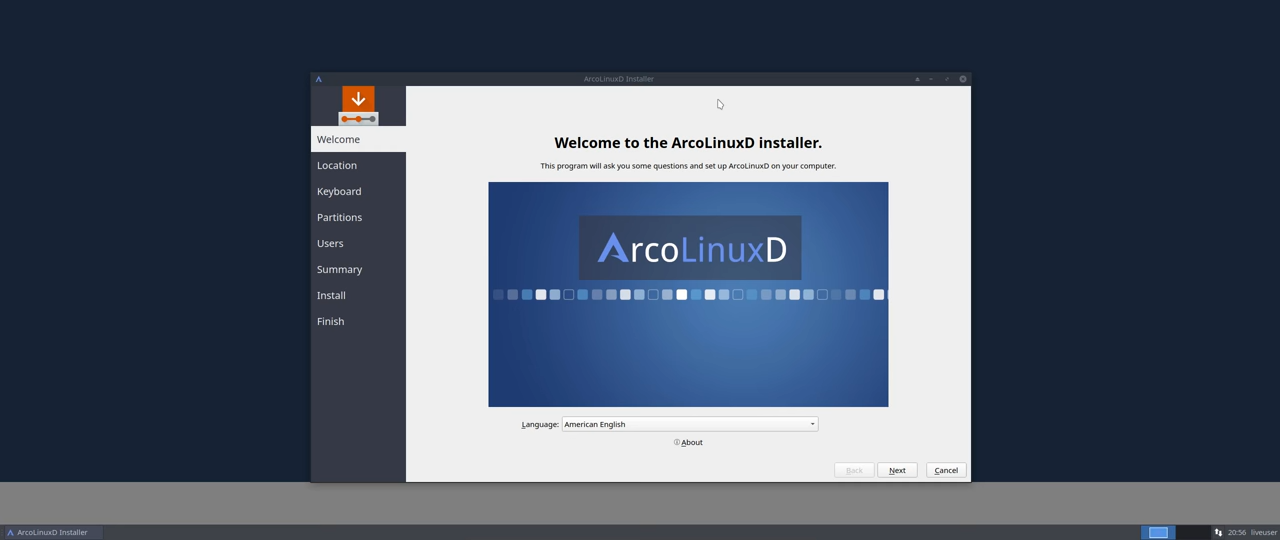 ArcoLinuxD Installer
Welcome
Location
Keyboard
Partitions
Users
Summary
Install
Finish
Welcome to the ArcoLinuxD installer.
This program will ask you some questions and set up ArcoLinuxD on your computer.
ArcoLinuxD
Language: American English
About
Back Next Cancel
ArcoLinuxD Installer 20:56 liveuser